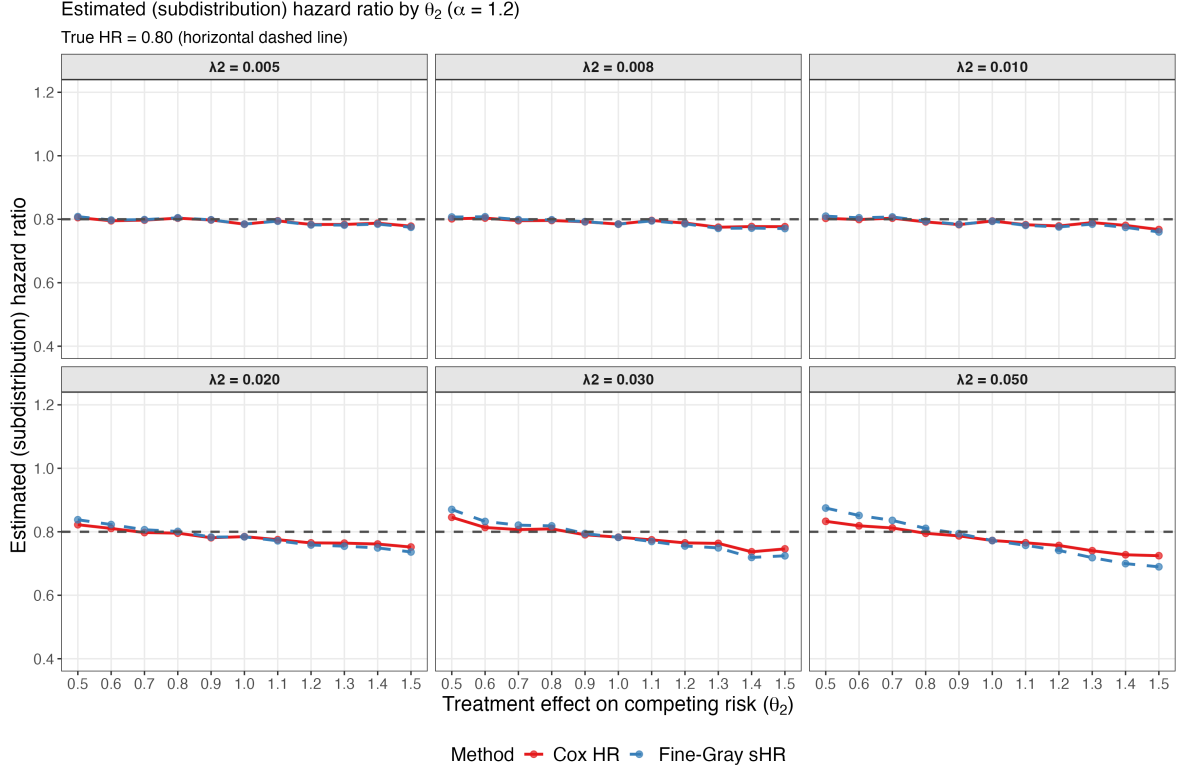 Estimated (subdistribution) hazard ratio by θ₂ (α = 1.2)
True HR = 0.80 (horizontal dashed line)
λ2 = 0.005
λ2 = 0.008
λ2 = 0.010
1.2
1.0
0.8
0.6
0.4
λ2 = 0.020
λ2 = 0.030
λ2 = 0.050
1.2
1.0
0.8
0.6
0.4
Estimated (subdistribution) hazard ratio
0.5 0.6 0.7 0.8 0.9 1.0 1.1 1.2 1.3 1.4 1.5
0.5 0.6 0.7 0.8 0.9 1.0 1.1 1.2 1.3 1.4 1.5
0.5 0.6 0.7 0.8 0.9 1.0 1.1 1.2 1.3 1.4 1.5
Treatment effect on competing risk (θ₂)
Method Cox HR Fine-Gray sHR